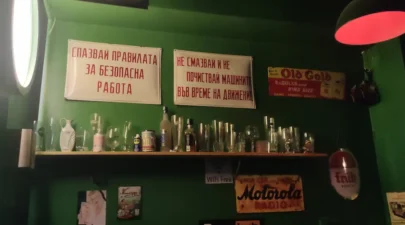 СПАЗВАЙ ПРАВИЛАТА
ЗА БЕЗОПАСНА
РАБОТА
НЕ СМАЗВАЙ И НЕ
ПОЧИСТВАЙ МАШИНИТЕ
ВЪВ ВРЕМЕ НА ДВИЖЕНИЕ
Old Gold
Motorola
RADIO